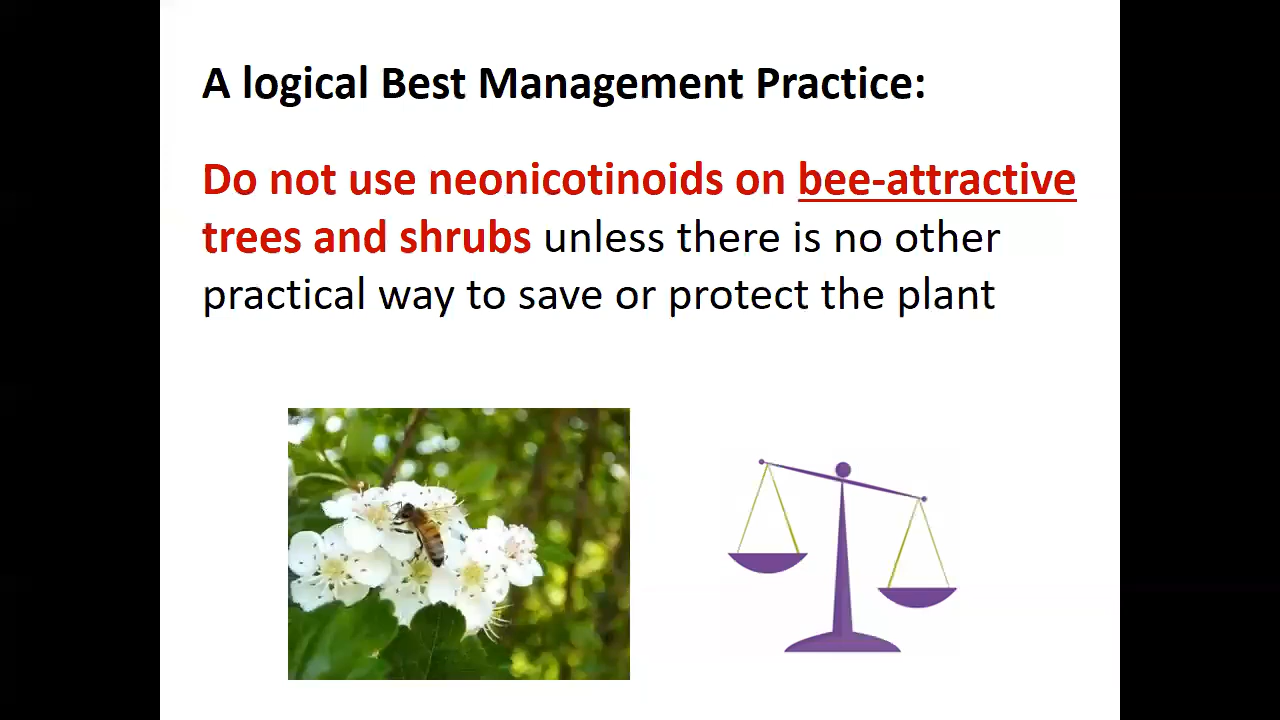 A logical Best Management Practice:
Do not use neonicotinoids on bee-attractive
trees and shrubs unless there is no other
practical way to save or protect the plant